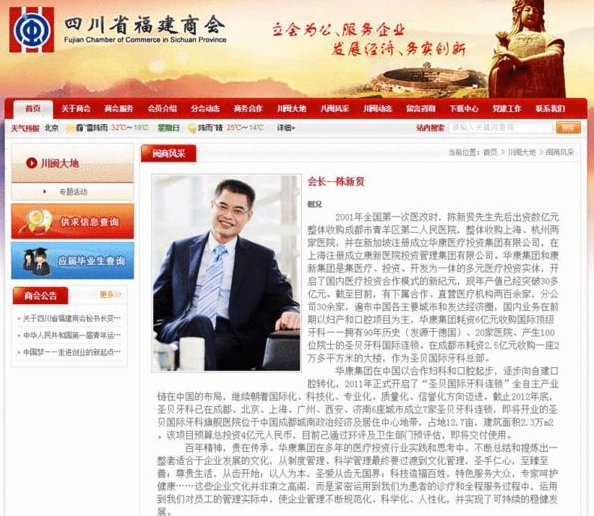 四川省福建商会
Fujian Chamber of Commerce in Sichuan Province
立会为公、服务企业
发展经济、务实创新
首页 关于商会 商会服务 会员介绍 分会动态 商务合作 川闽大地 八闽风采 川闽动态 留言咨询 下载中心 党建工作 联系我们
天气预报 北京 32℃～19℃ 星期日 阵雨 晴 25℃～14℃ 详细» 站内搜索 搜索
川闽大地
专题活动
供求信息查询
应届毕业生查询
商会公告 更多>>
关于四川省福建商会秘书长安…
中华人民共和国第一届青年运…
中国梦－－走进创业的新起点…
闽商风采 当前位置：首页 > 川闽大地 > 闽商风采
会长--陈新贤
概况
2001年全国第一次医改时，陈新贤先生先后出资数亿元
整体收购成都市青羊区第二人民医院，整体收购上海、杭州两
家医院，并在新加坡注册成立华康医疗投资集团有限公司，在
上海注册成立康新医院投资管理集团有限公司。华康集团和康
新集团是集医疗、投资、开发为一体的多元医疗投资实体，开
启了国内医疗投资合作模式的新纪元，现年产值已经突破30多
亿元。截至目前，有下属合作、直营医疗机构两百余家，分公
司30余家，遍布中国各主要城市和发达经济圈，国内业务在前
期以妇产和口腔项目为主，华康集团耗资6亿元收购国际顶级
牙科－－拥有90年历史（发源于德国）、20家医院、产生100
位院士的圣贝国际牙科连锁。在成都市耗资2.5亿元收购一座2
万多平方米的大楼，作为圣贝国际牙科总部。
华康集团在中国以合作妇科和口腔起步，逐步向自建口
腔转化，2011年正式开启了“圣贝国际牙科连锁”全自主产业
链在中国的布局，继续朝着国际化、科技化、专业化、质量化、信誉化方向迈进。截止2012年底，
圣贝牙科已在成都、北京、上海、广州、西安、济南6座城市成立7家圣贝牙科连锁，即将开业的圣
贝国际牙科旗舰医院位于中国成都城南政治经济及居住中心地带，占地12.7亩，建筑面积2.3万m2
。该项目预算总投资4亿元人民币，目前已通过环评及卫生部门预评估，即将交付使用。
百年精神，贵在传承。华康集团在多年的医疗投资行业实践和思考中，不断总结和提炼出一
整套适合于企业发展的文化，从制度管理、科学管理最终要过渡到文化管理，圣手仁心，至臻至
善；尊贵生活，从齿开始；以人为本、圣爱从齿无国界；科技造福百姓，特色服务大众，专家呵护
健康……这些企业文化并非束之高阁，而是紧密运用到我们为患者的诊疗和全程服务过程中，运用
到我们对员工的管理实际中，使企业管理不断规范化、科学化、人性化，并实现了可持续的稳健发
展。